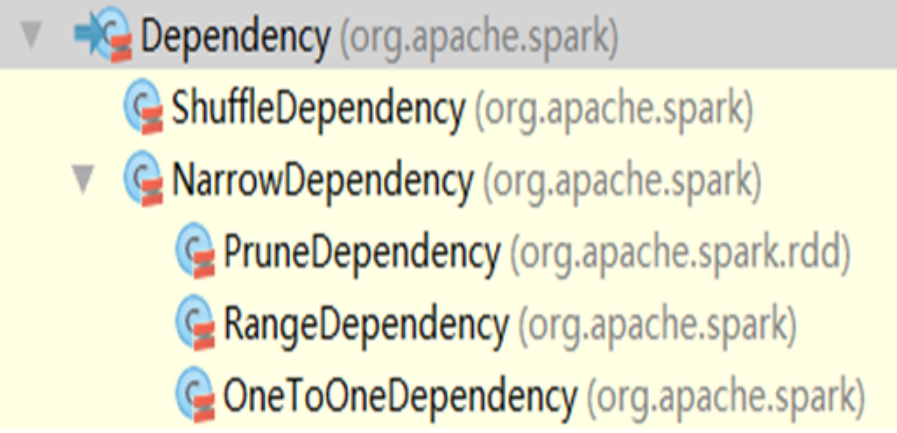 Dependency (org.apache.spark)
ShuffleDependency (org.apache.spark)
NarrowDependency (org.apache.spark)
PruneDependency (org.apache.spark.rdd)
RangeDependency (org.apache.spark)
OneToOneDependency (org.apache.spark)